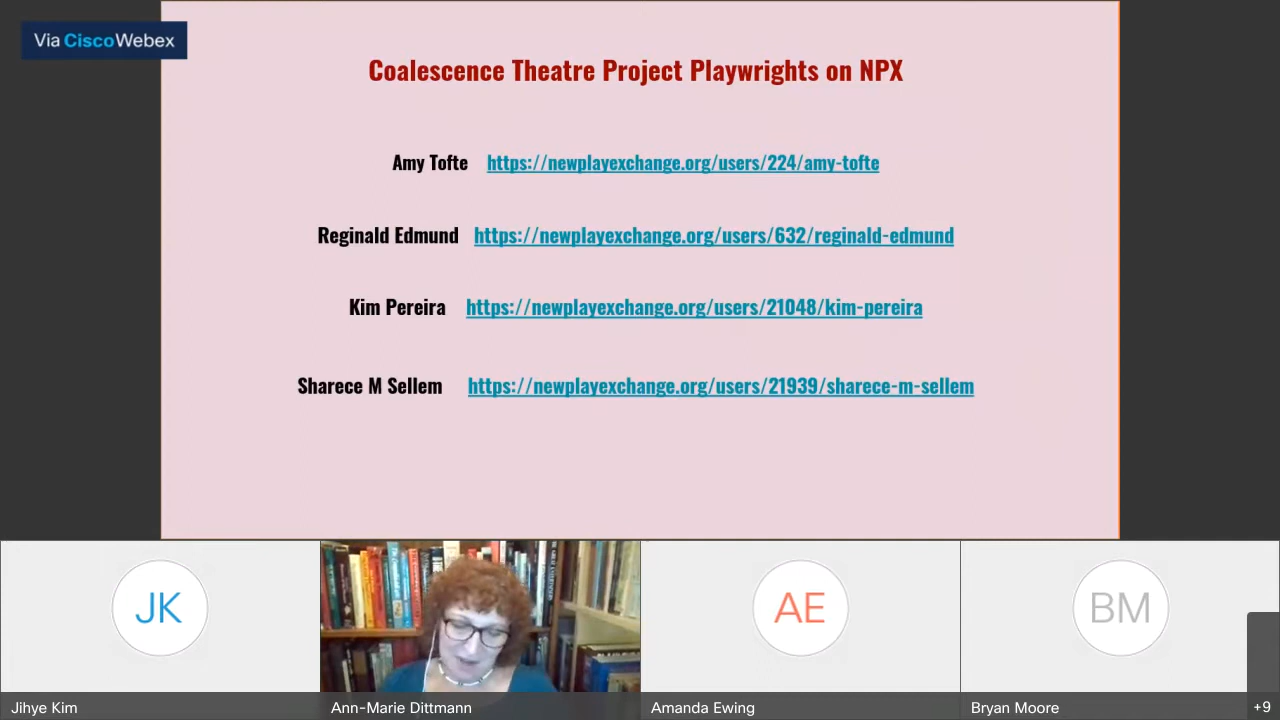 Via CiscoWebex
Coalescence Theatre Project Playwrights on NPX
Amy Tofte https://newplayexchange.org/users/224/amy-tofte
Reginald Edmund https://newplayexchange.org/users/632/reginald-edmund
Kim Pereira https://newplayexchange.org/users/21048/kim-pereira
Sharece M Sellem https://newplayexchange.org/users/21939/sharece-m-sellem
JK
AE
BM
Jihye Kim
Ann-Marie Dittmann
Amanda Ewing
Bryan Moore
+9